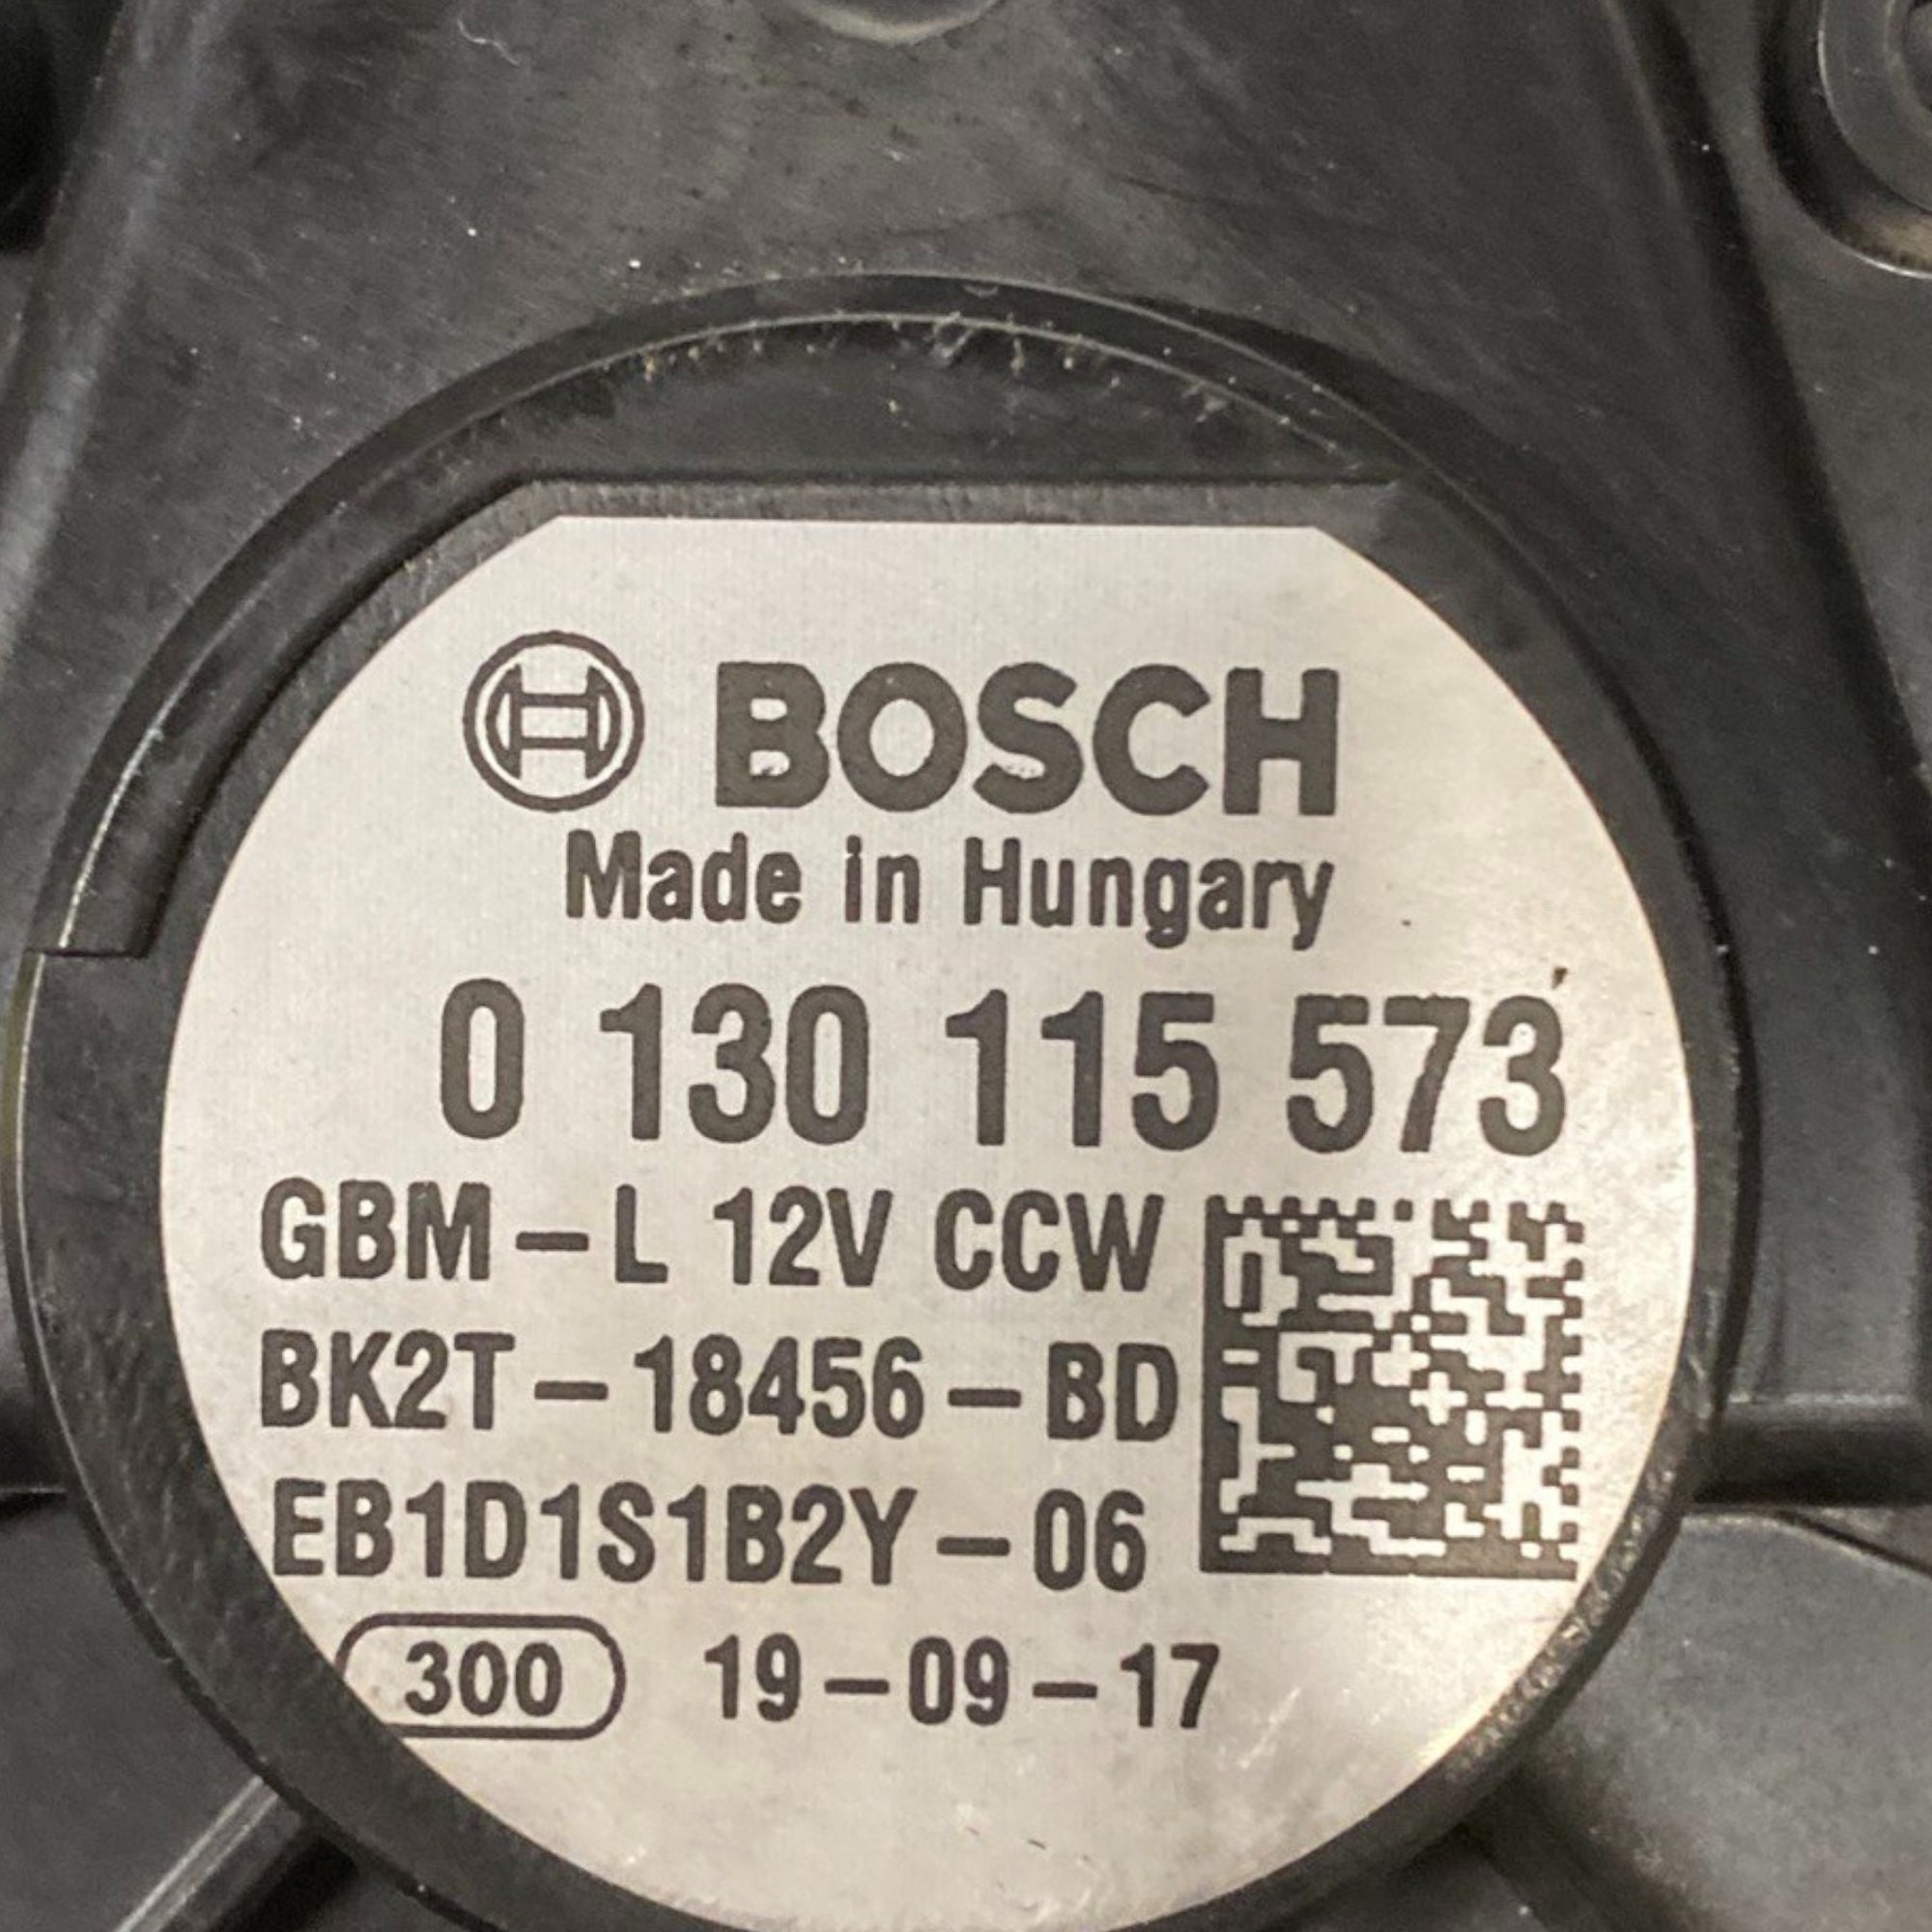 BOSCH
Made in Hungary
0 130 115 573
GBM-L 12V CCW
BK2T-18456-BD
EB1D1S1B2Y-06
300 19-09-17